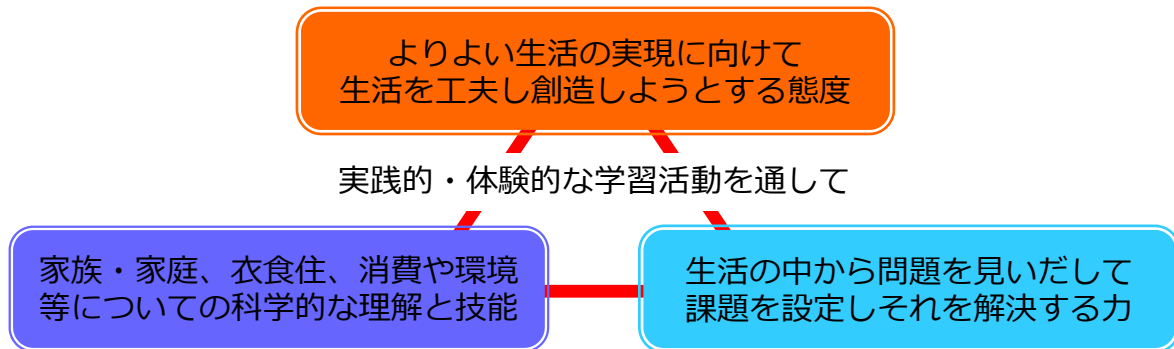 よりよい生活の実現に向けて
生活を工夫し創造しようとする態度
実践的・体験的な学習活動を通して
家族・家庭、衣食住、消費や環境
等についての科学的な理解と技能
生活の中から問題を見いだして
課題を設定しそれを解決する力